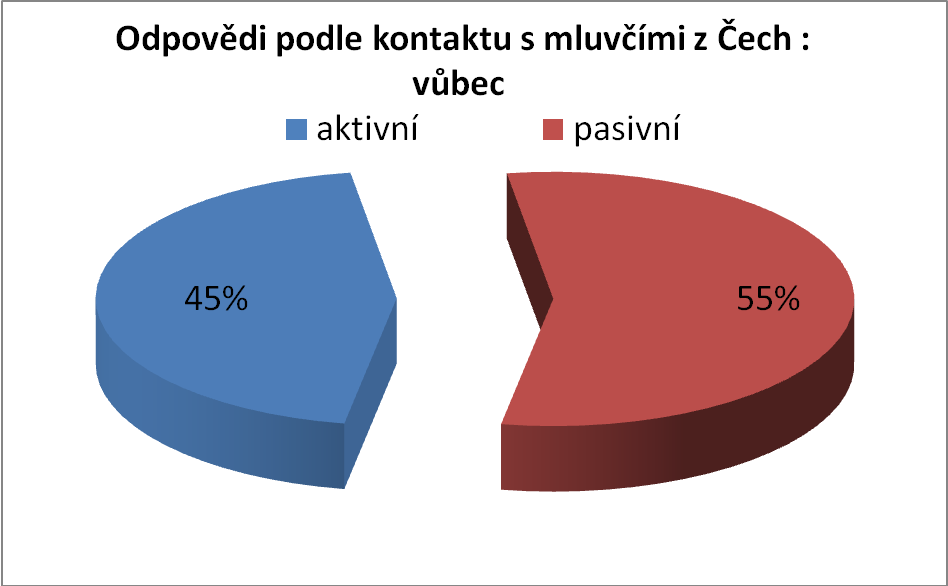 Odpovědi podle kontaktu s mluvčími z Čech :
vůbec
aktivní pasivní
45% 55%